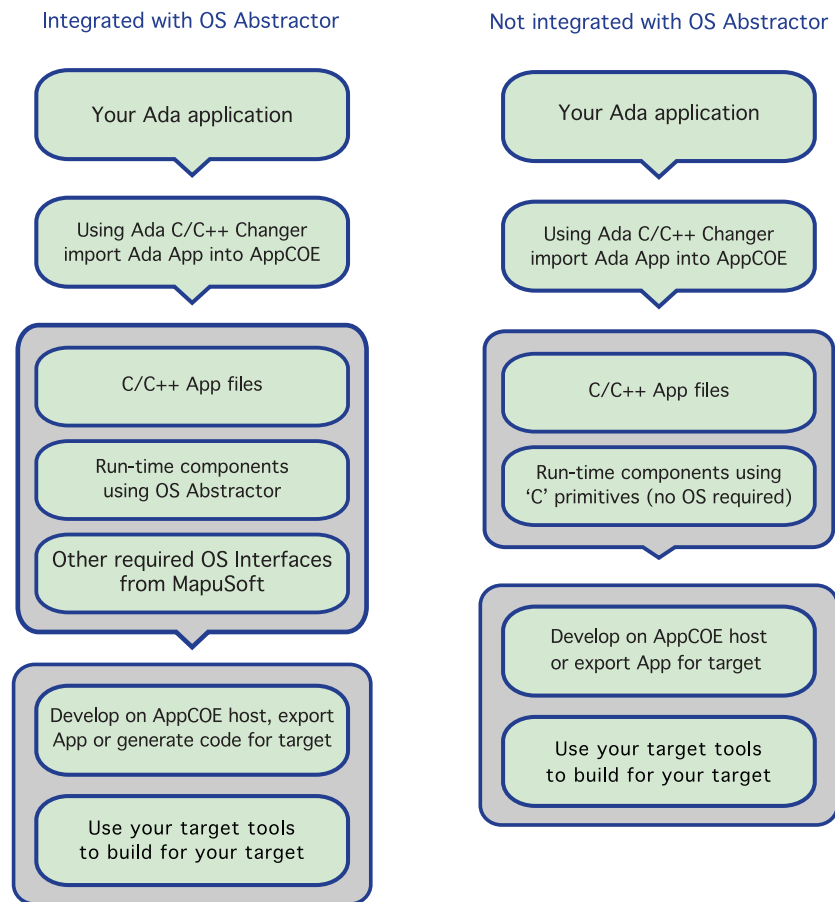 Integrated with OS Abstractor
Your Ada application
Using Ada C/C++ Changer
import Ada App into AppCOE
C/C++ App files
Run-time components
using OS Abstractor
Other required OS Interfaces
from MapuSoft
Develop on AppCOE host, export
App or generate code for target
Use your target tools
to build for your target
Not integrated with OS Abstractor
Your Ada application
Using Ada C/C++ Changer
import Ada App into AppCOE
C/C++ App files
Run-time components using
‘C’ primitives (no OS required)
Develop on AppCOE host
or export App for target
Use your target tools
to build for your target